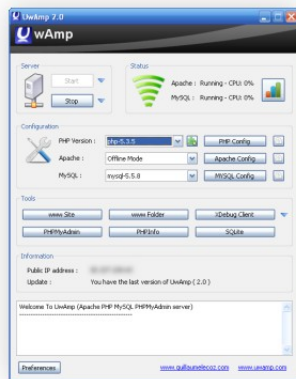 UwAmp 2.0
wAmp
Server
Start
Stop
Status
Apache : Running - CPU: 0%
MySQL : Running - CPU: 0%
Configuration
PHP Version : php-5.3.5 PHP Config
Apache : Offline Mode Apache Config
MySQL : mysql-5.5.8 MYSQL Config
Tools
www Site www Folder XDebug Client
PHPMyAdmin PHPInfo SQLite
Information
Public IP address :
Update : You have the last version of UwAmp ( 2.0 )
Welcome To UwAmp (Apache PHP MySQL PHPMyAdmin server)
Preferences www.guillaumelecoz.com www.uwamp.com